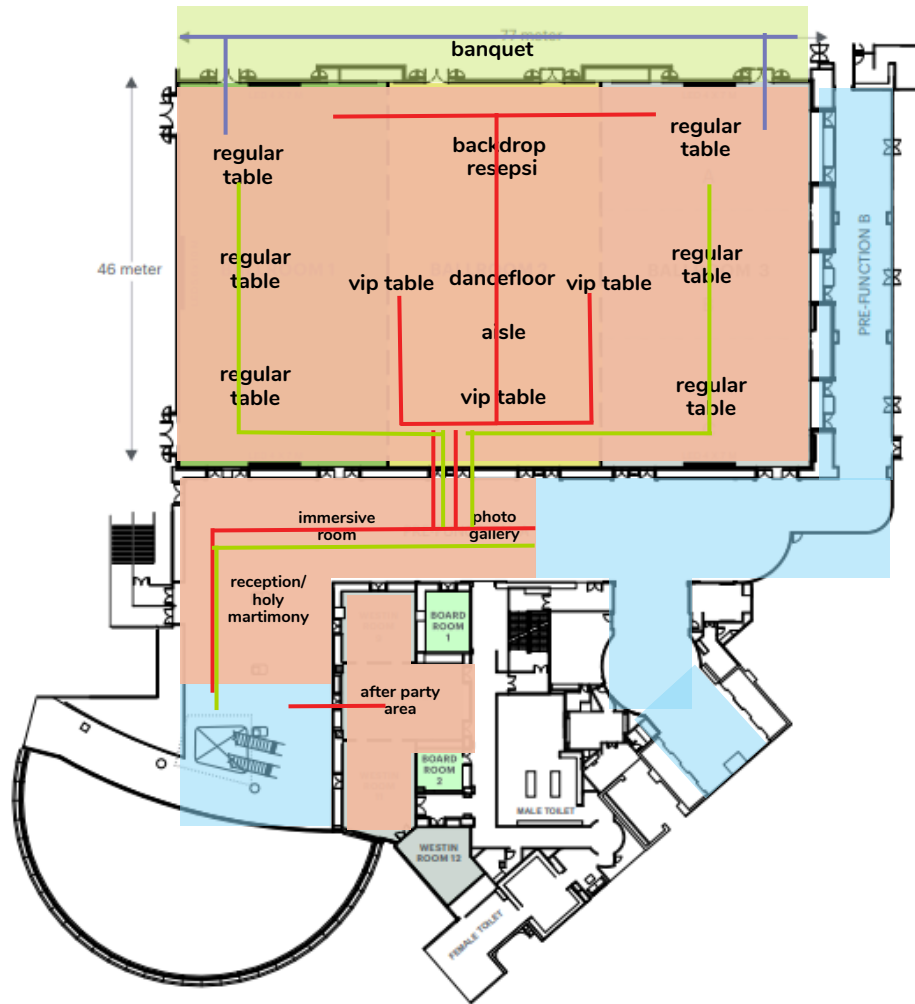 77 meter
banquet
regular
table
backdrop
resepsi
regular
table
46 meter
regular
table
vip table
dancefloor
vip table
regular
table
PRE-FUNCTION B
aisle
regular
table
vip table
regular
table
immersive
room
photo
gallery
reception/
holy
martimony
BOARD
ROOM
1
after party
area
BOARD
ROOM
2
MALE TOILET
WESTIN
ROOM 12
FEMALE TOILET